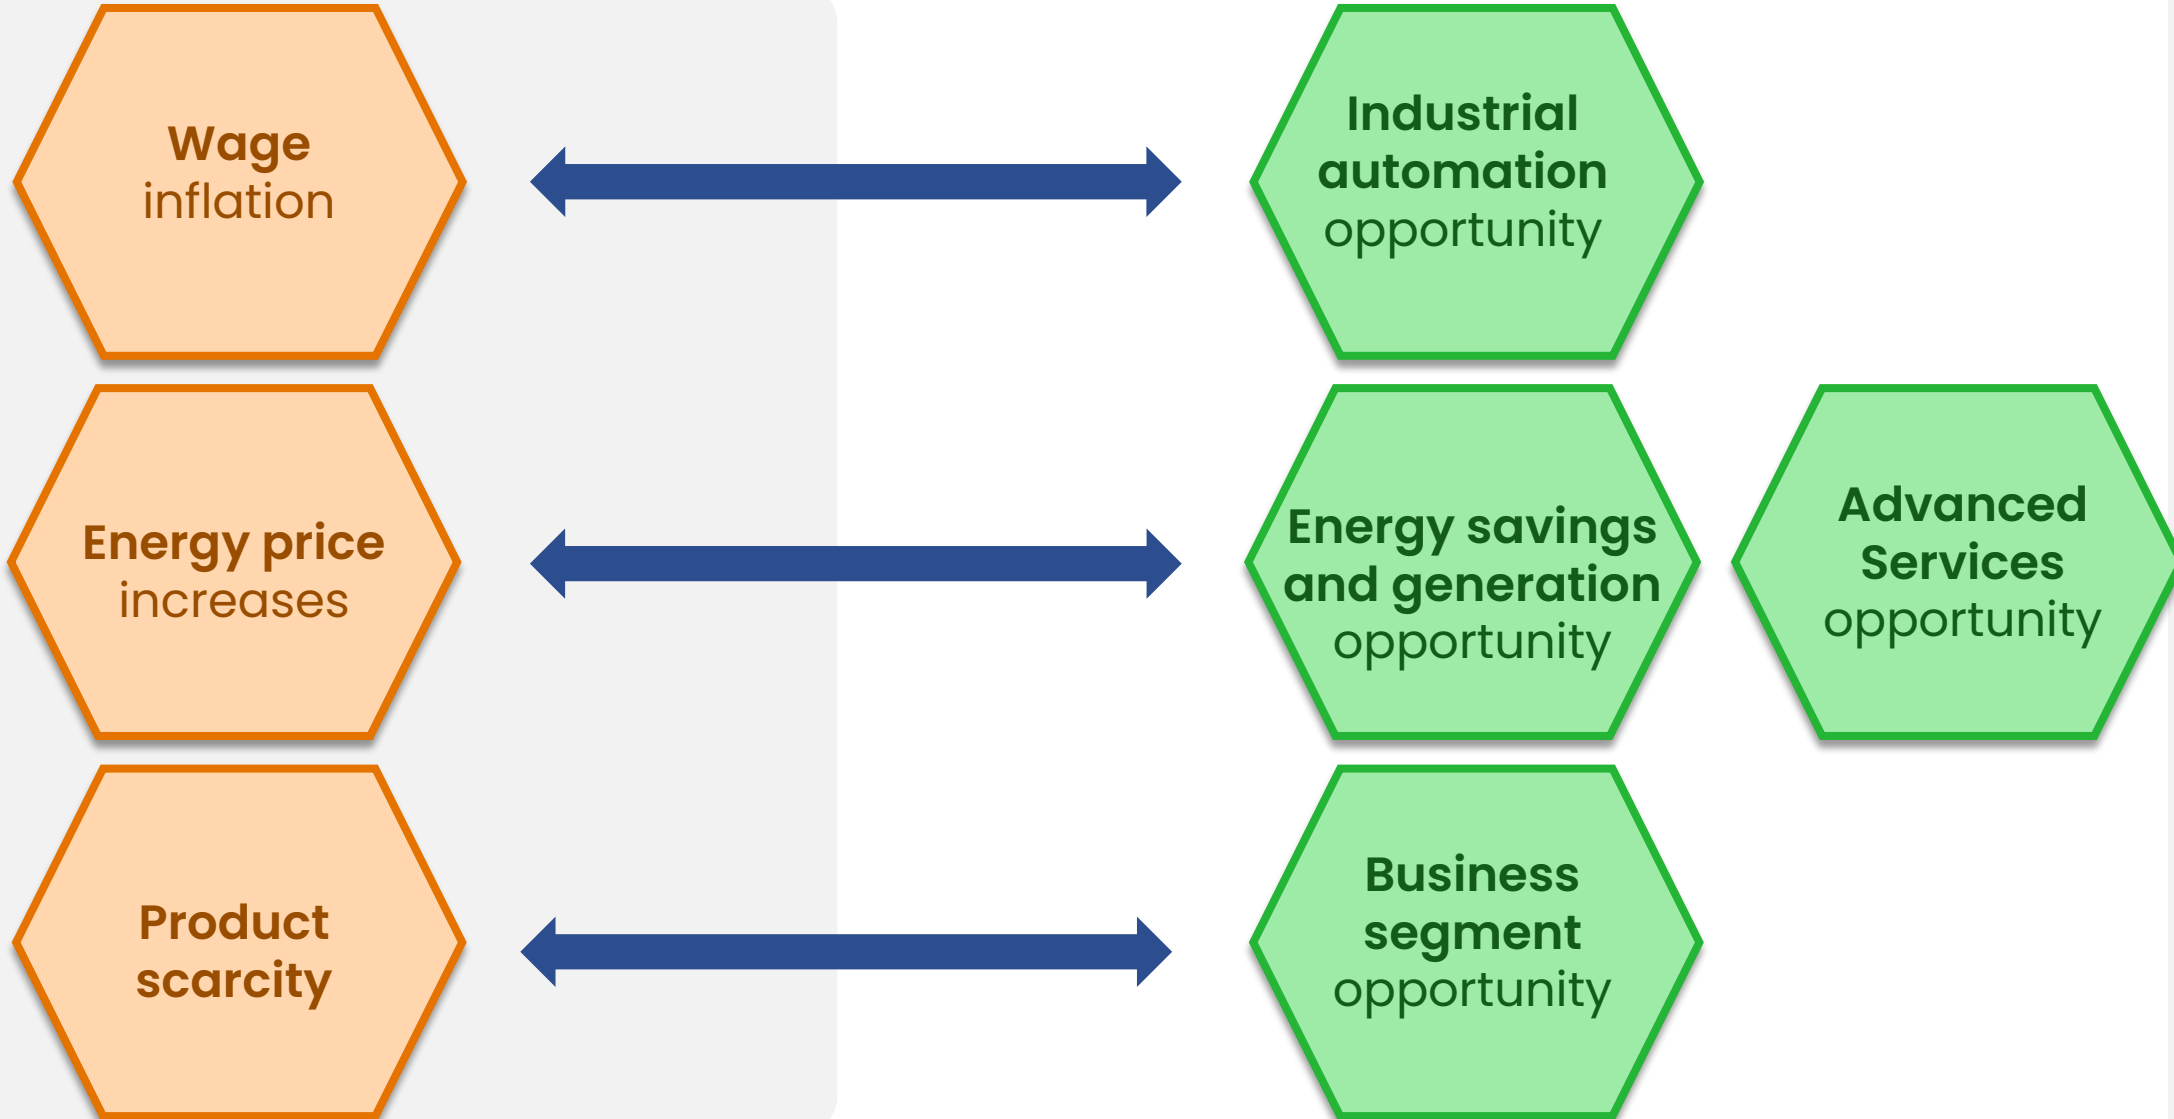 Wage
inflation
Industrial
automation
opportunity
Energy price
increases
Energy savings
and generation
opportunity
Advanced
Services
opportunity
Product
scarcity
Business
segment
opportunity